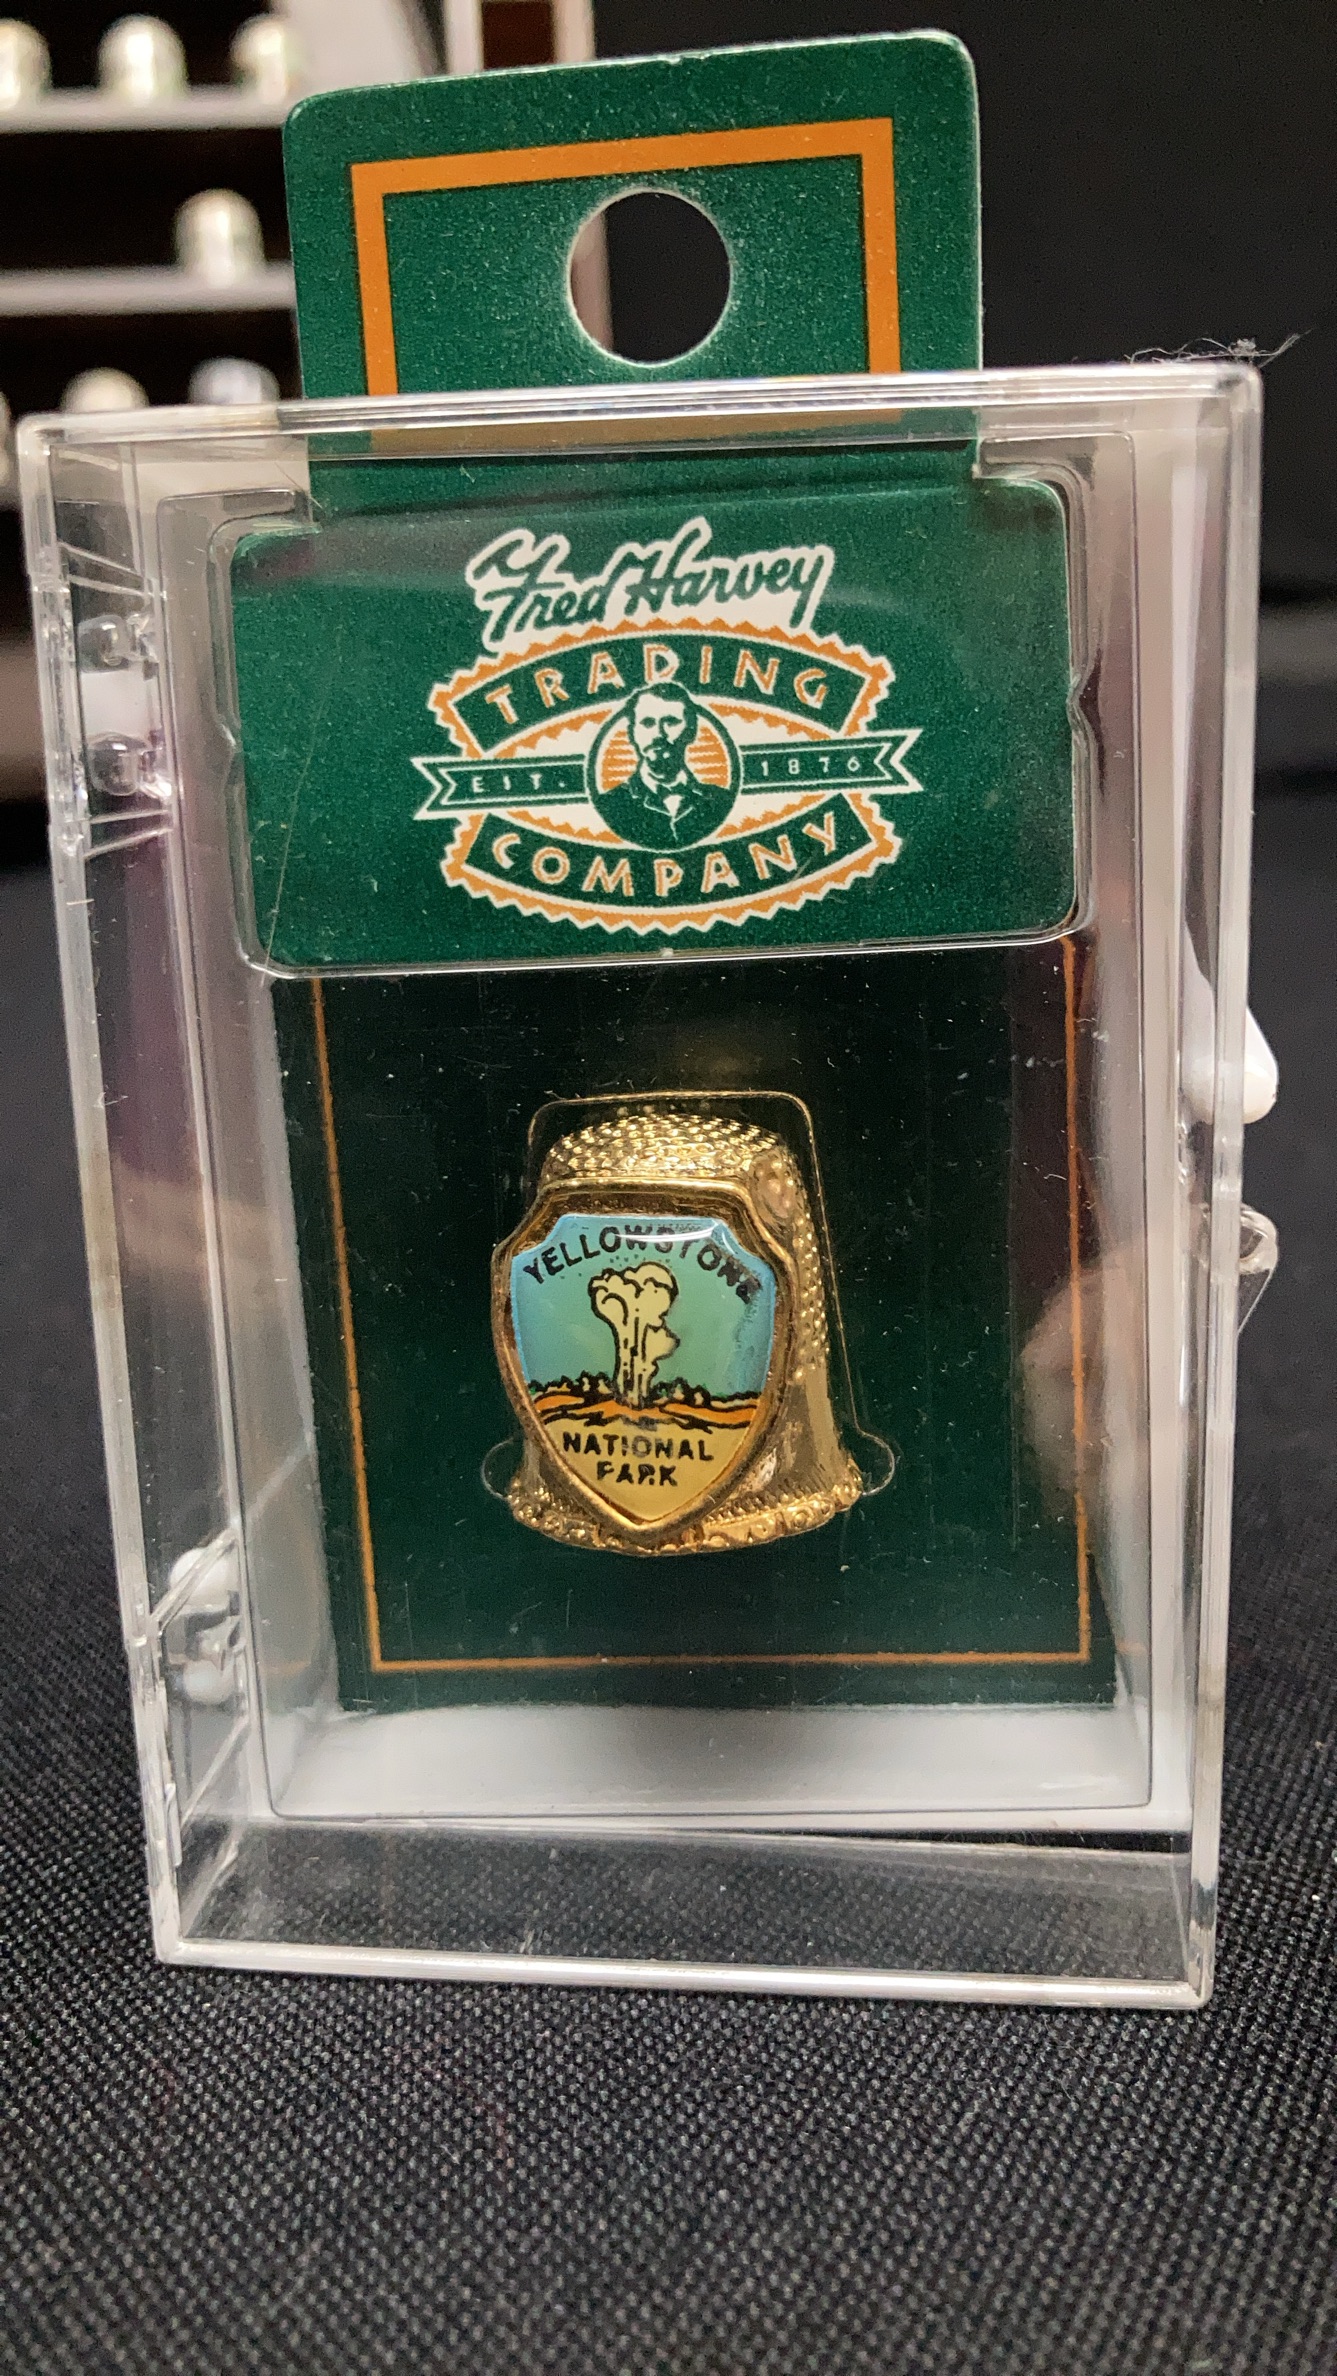 Fred Harvey
TRADING
EST. 1876
COMPANY
YELLOWSTONE
NATIONAL
PARK